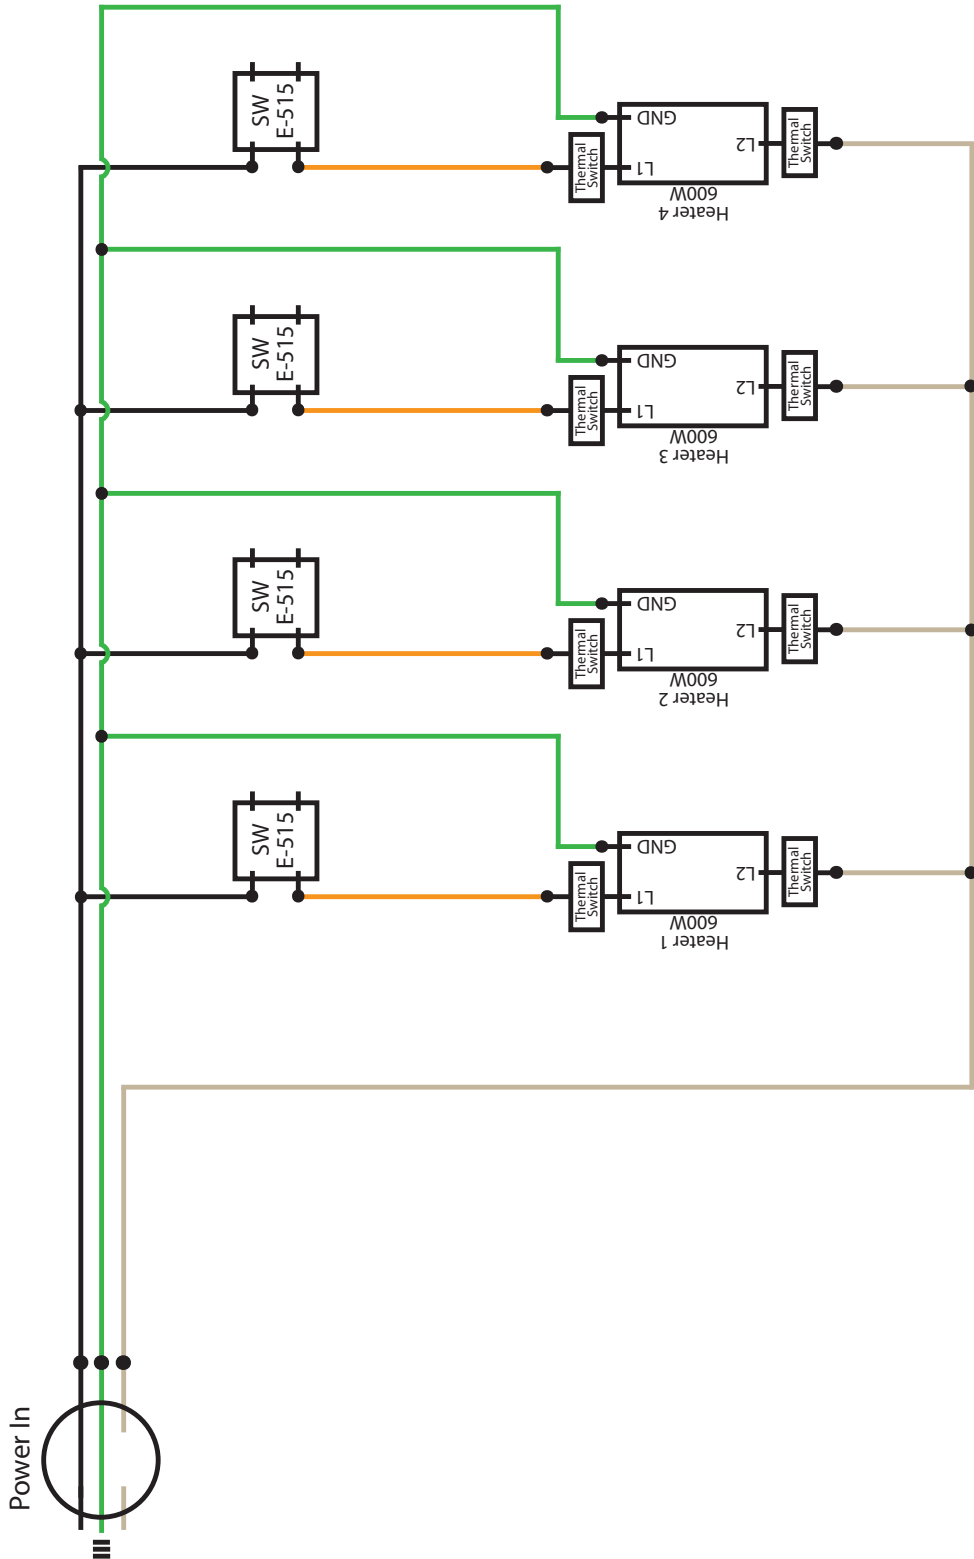 SW
E-515
GND
Thermal
Switch
L1
L2
Thermal
Switch
600W
Heater 4
SW
E-515
GND
Thermal
Switch
L1
L2
Thermal
Switch
600W
Heater 3
SW
E-515
GND
Thermal
Switch
L1
L2
Thermal
Switch
600W
Heater 2
SW
E-515
GND
Thermal
Switch
L1
L2
Thermal
Switch
600W
Heater 1
Power In